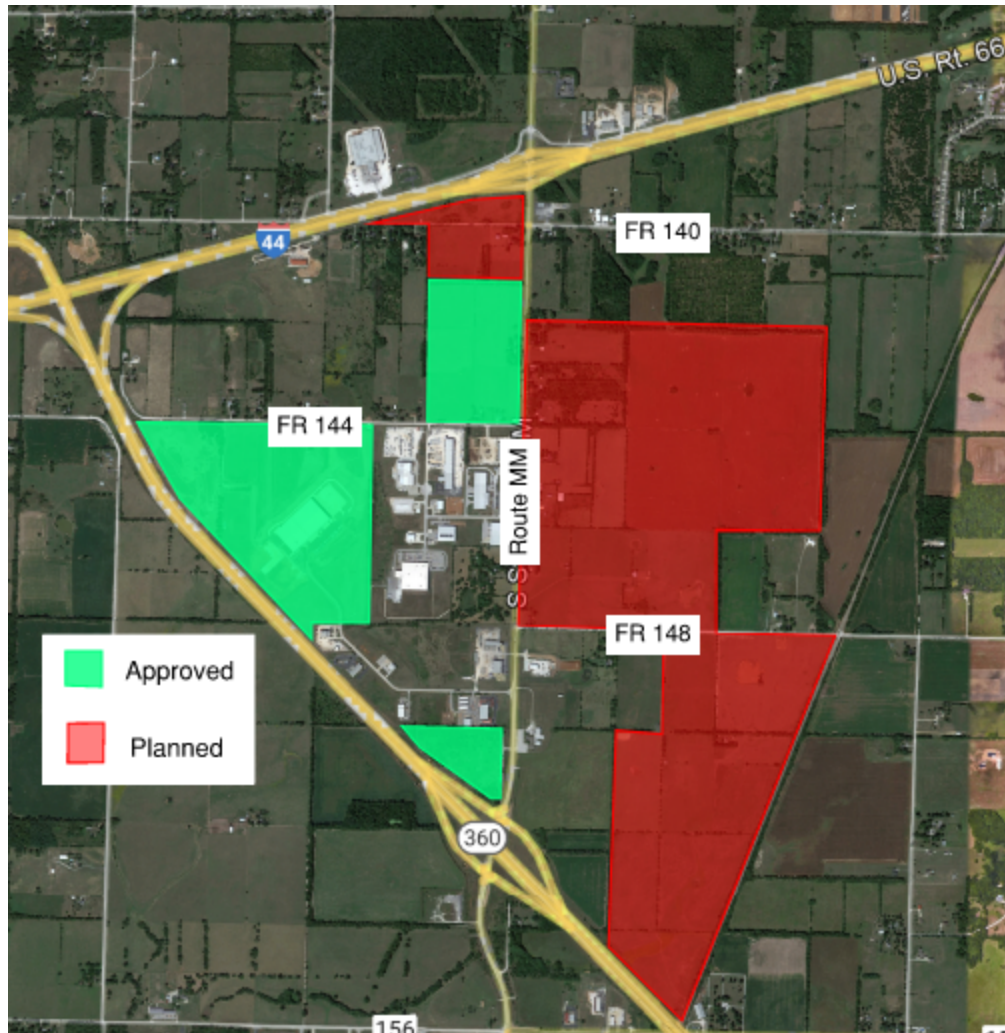 U.S. Rt. 66
FR 140
44
FR 144
S S Route MM
FR 148
Approved
Planned
360
156